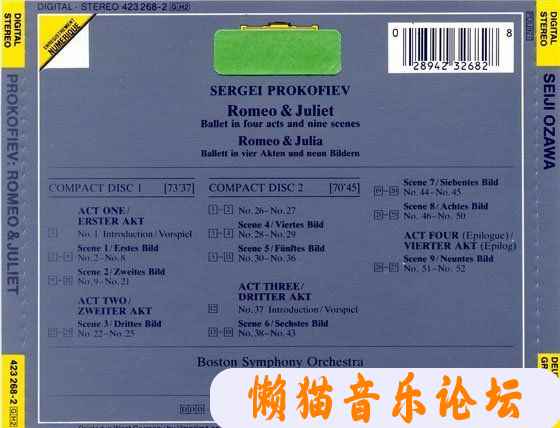 DIGITAL - STEREO 423 268-2 GH2
DIGITAL
STEREO
PROKOFIEV: ROMEO & JULIET
423 268-2 GH2
ENREGISTREMENT
NUMÉRIQUE
0
28942 32682
8
DIGITAL
STEREO
SEIJI OZAWA
SERGEI PROKOFIEV
Romeo & Juliet
Ballet in four acts and nine scenes
Romeo & Julia
Ballett in vier Akten und neun Bildern
COMPACT DISC 1 [73'37]
ACT ONE/
ERSTER AKT
No. 1 Introduction/Vorspiel
Scene 1/Erstes Bild
No. 2–No. 8
Scene 2/Zweites Bild
No. 9–No. 21
ACT TWO/
ZWEITER AKT
Scene 3/Drittes Bild
No. 22–No. 25
COMPACT DISC 2 [70'45]
No. 26–No. 27
Scene 4/Viertes Bild
No. 28–No. 29
Scene 5/Fünftes Bild
No. 30–No. 36
ACT THREE/
DRITTER AKT
No. 37 Introduction/Vorspiel
Scene 6/Sechstes Bild
No. 38–No. 43
Scene 7/Siebentes Bild
No. 44–No. 45
Scene 8/Achtes Bild
No. 46–No. 50
ACT FOUR (Epilogue)/
VIERTER AKT (Epilog)
Scene 9/Neuntes Bild
No. 51–No. 52
Boston Symphony Orchestra
DDD
懒猫音乐论坛